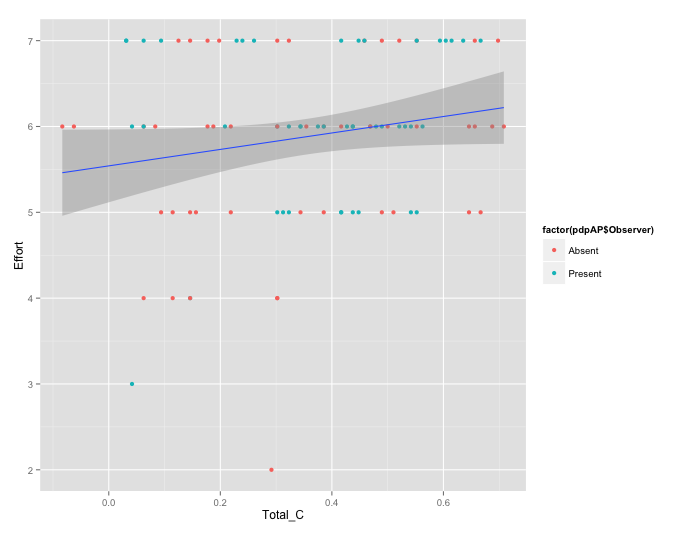 7
6
5
4
3
2
Effort
0.0 0.2 0.4 0.6
Total_C
factor(pdpAP$Observer)
Absent
Present